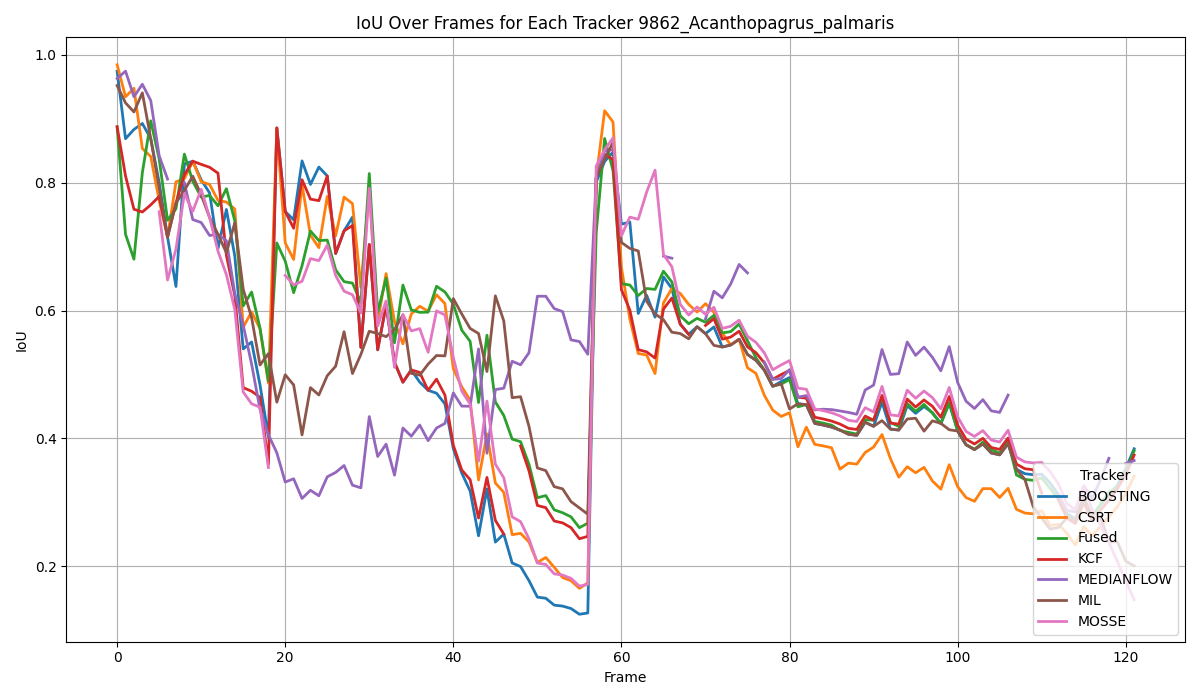 IoU Over Frames for Each Tracker 9862_Acanthopagrus_palmaris
1.0
0.8
0.6
0.4
0.2
IoU
0
20
40
60
80
100
120
Frame
Tracker
BOOSTING
CSRT
Fused
KCF
MEDIANFLOW
MIL
MOSSE